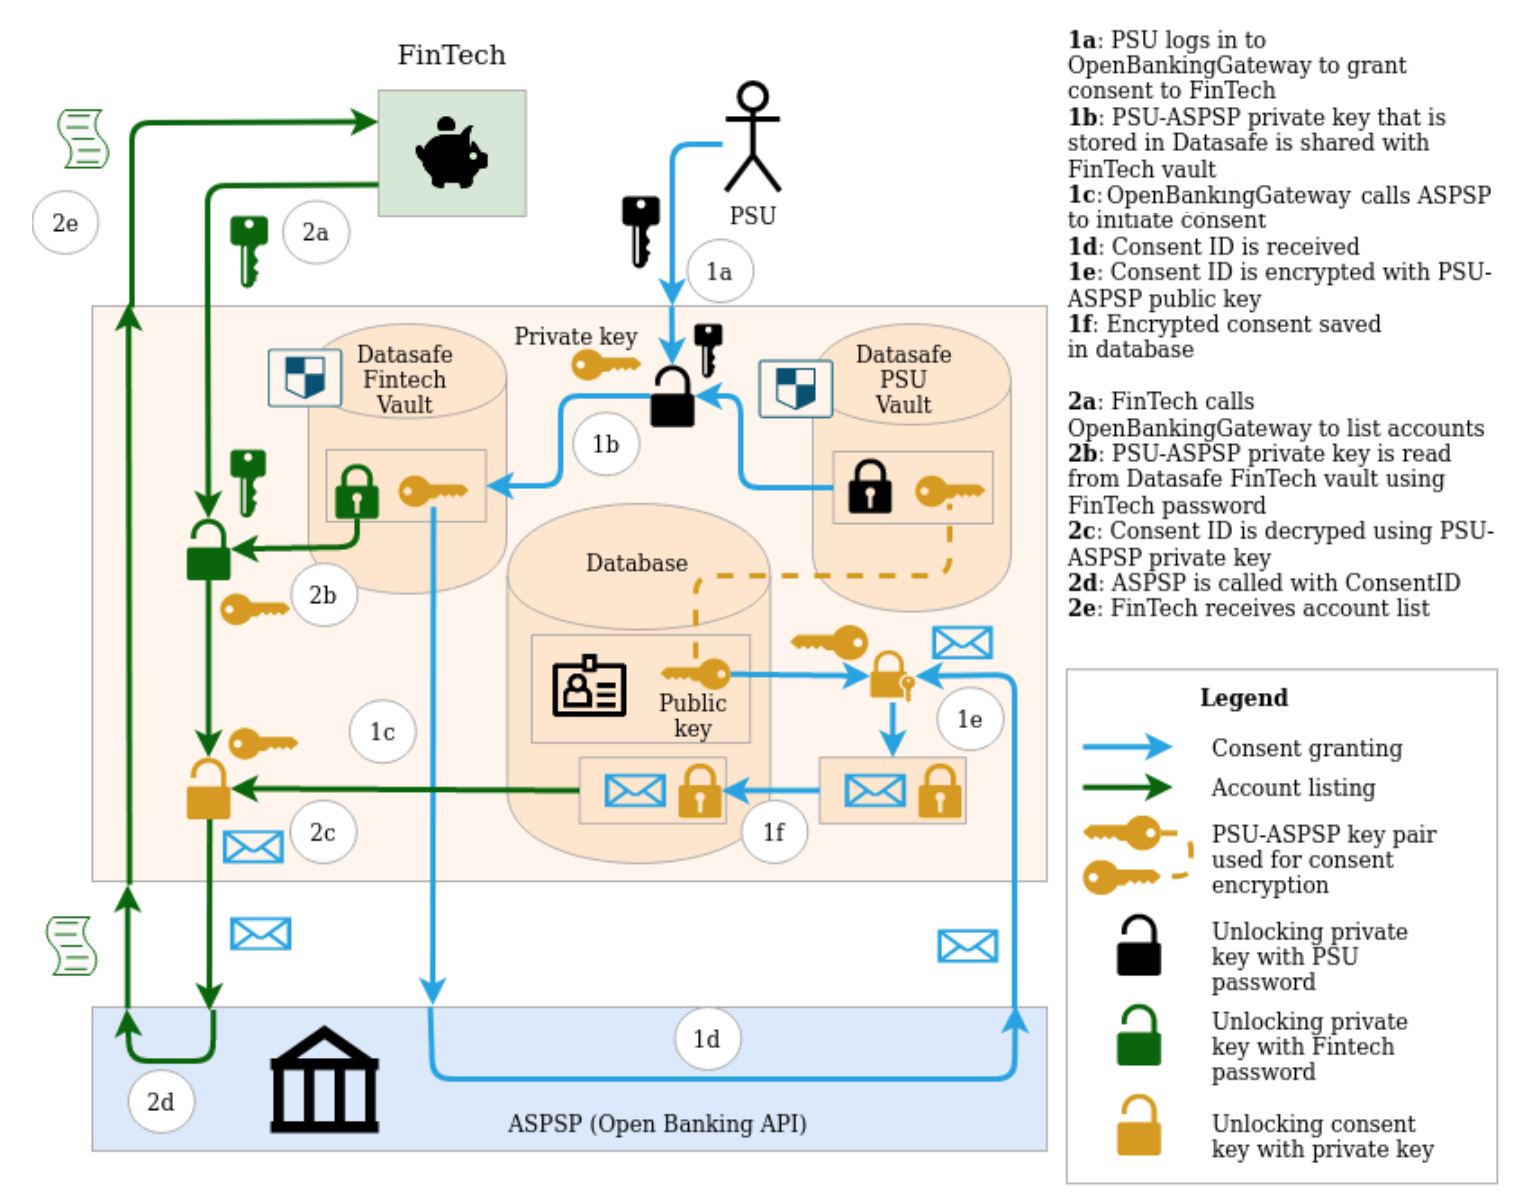 FinTech
2e
2a
PSU
1a
Private key
Datasafe
Fintech
Vault
Datasafe
PSU
Vault
1b
Database
2b
Public
key
1c
1e
2c
1f
1d
2d
ASPSP (Open Banking API)
1a: PSU logs in to
OpenBankingGateway to grant
consent to FinTech
1b: PSU-ASPSP private key that is
stored in Datasafe is shared with
FinTech vault
1c: OpenBankingGateway calls ASPSP
to initiate consent
1d: Consent ID is received
1e: Consent ID is encrypted with PSU-
ASPSP public key
1f: Encrypted consent saved
in database
2a: FinTech calls
OpenBankingGateway to list accounts
2b: PSU-ASPSP private key is read
from Datasafe FinTech vault using
FinTech password
2c: Consent ID is decryped using PSU-
ASPSP private key
2d: ASPSP is called with ConsentID
2e: FinTech receives account list
Legend
Consent granting
Account listing
PSU-ASPSP key pair
used for consent
encryption
Unlocking private
key with PSU
password
Unlocking private
key with Fintech
password
Unlocking consent
key with private key